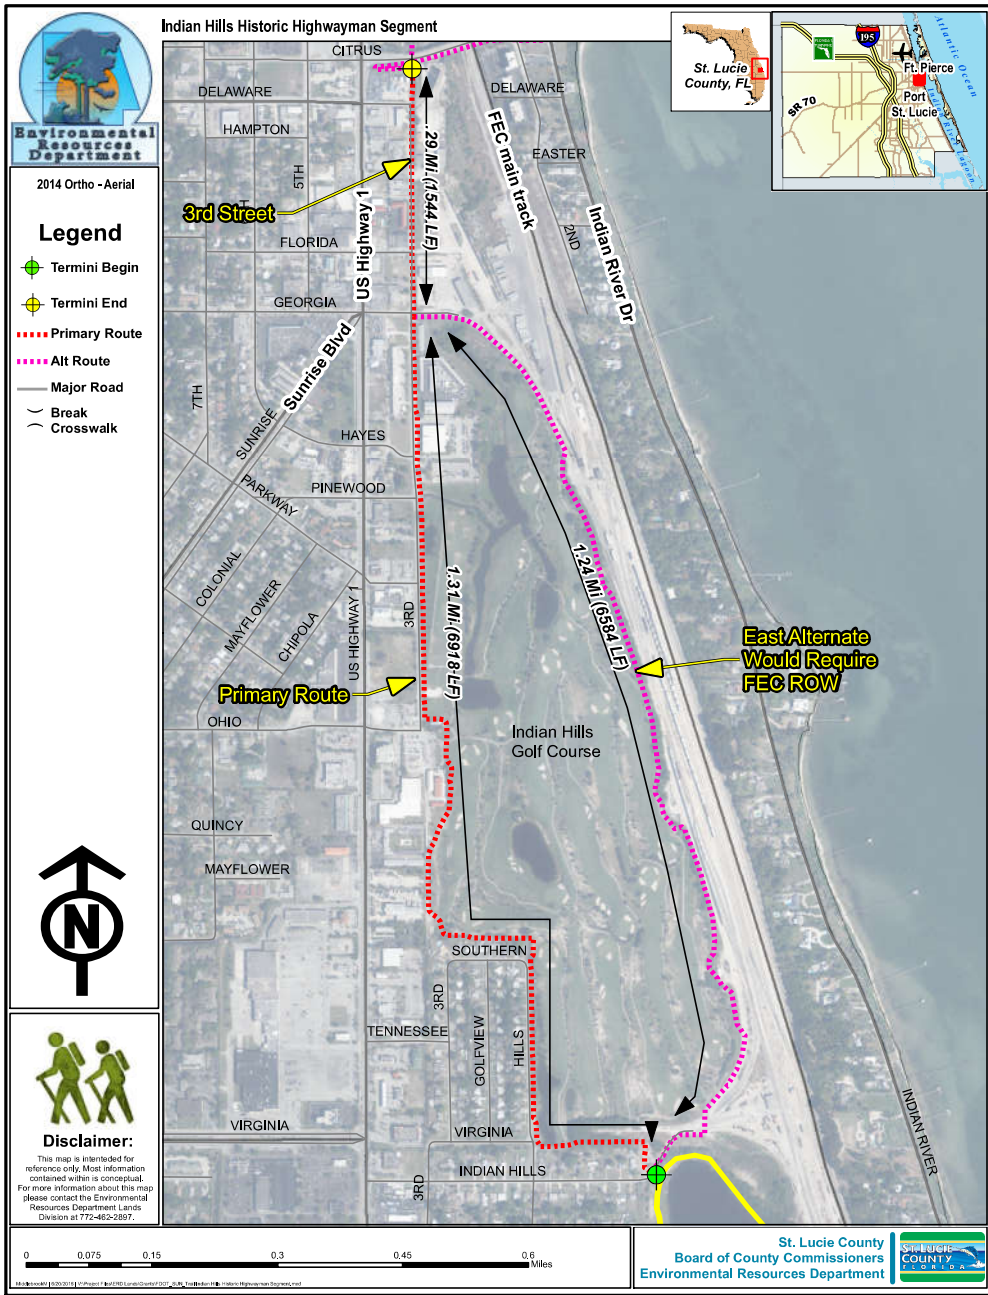 Indian Hills Historic Highwayman Segment
Environmental
Resources
Department
2014 Ortho - Aerial
Legend
Termini Begin
Termini End
Primary Route
Alt Route
Major Road
Break
Crosswalk
Disclaimer:
This map is inteneded for
reference only, Most information
contained within is conceptual.
For more information about this map
please contact the Environmental
Resources Department Lands
Division at 772-462-2897.
CITRUS
DELAWARE
DELAWARE
HAMPTON
5TH
EASTER
3rd Street
.29 Mi (1544 LF)
FEC main track
US Highway 1
2ND
Indian River Dr
FLORIDA
GEORGIA
Sunrise Blvd
7TH
SUNRISE
HAYES
PARKWAY
PINEWOOD
COLONIAL
MAYFLOWER
CHIPOLA
US HIGHWAY 1
3RD
1.31 Mi (6918 LF)
1.24 Mi (6584 LF)
East Alternate
Would Require
FEC ROW
Primary Route
OHIO
Indian Hills
Golf Course
QUINCY
MAYFLOWER
SOUTHERN
3RD
TENNESSEE
GOLFVIEW
HILLS
VIRGINIA
VIRGINIA
INDIAN HILLS
3RD
INDIAN RIVER
St. Lucie
County, FL
I95
SR 70
Ft. Pierce
Port
St. Lucie
Atlantic Ocean
Indian River Lagoon
N
0 0.075 0.15 0.3 0.45 0.6
Miles
St. Lucie County
Board of County Commissioners
Environmental Resources Department
ST. LUCIE
COUNTY
FLORIDA